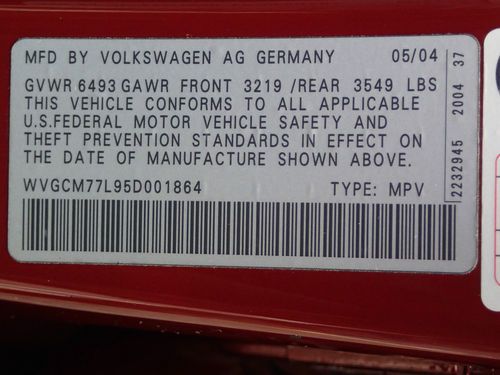 MFD BY VOLKSWAGEN AG GERMANY 05/04
GVWR 6493 GAWR FRONT 3219 /REAR 3549 LBS
THIS VEHICLE CONFORMS TO ALL APPLICABLE
U.S.FEDERAL MOTOR VEHICLE SAFETY AND
THEFT PREVENTION STANDARDS IN EFFECT ON
THE DATE OF MANUFACTURE SHOWN ABOVE.
WVGCM77L95D001864 TYPE: MPV
2232945 2004 37